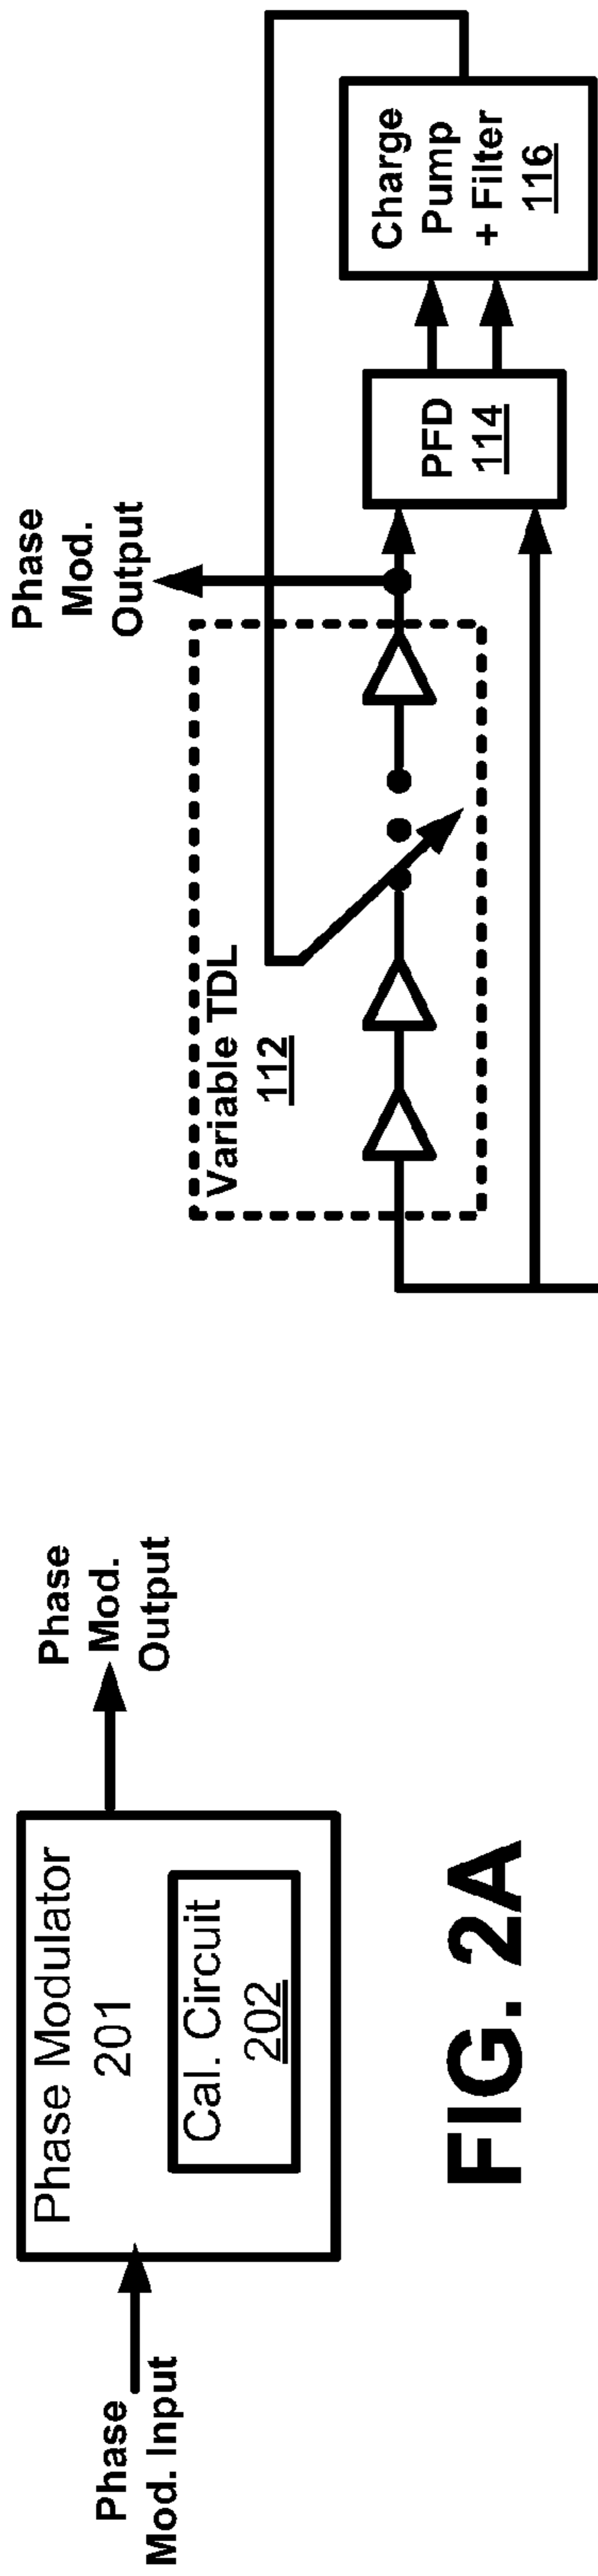 Phase
Mod. Input
Phase Modulator
201
Cal. Circuit
202
Phase
Mod.
Output
FIG. 2A
Phase
Mod.
Output
Variable TDL
112
PFD
114
Charge
Pump
+ Filter
116